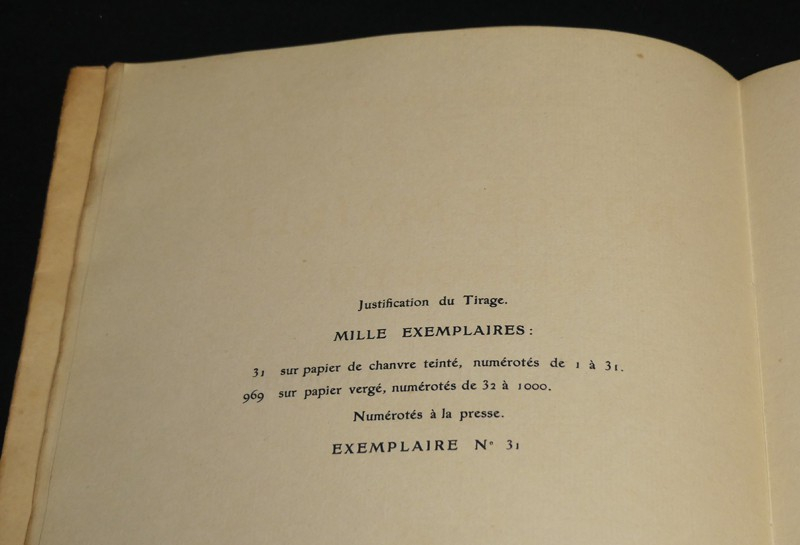 Justification du Tirage.
MILLE EXEMPLAIRES:
31 sur papier de chanvre teinté, numérotés de 1 à 31.
969 sur papier vergé, numérotés de 32 à 1000.
Numérotés à la presse.
EXEMPLAIRE N° 31